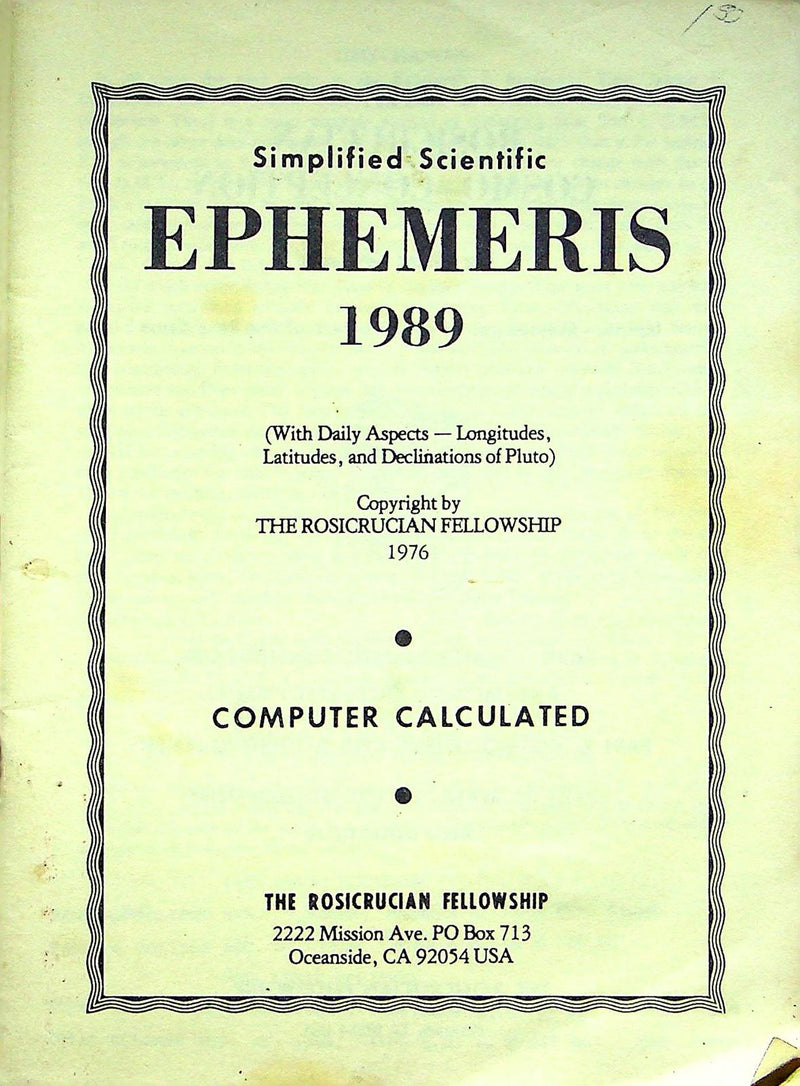 Simplified Scientific
EPHEMERIS
1989
(With Daily Aspects — Longitudes,
Latitudes, and Declinations of Pluto)
Copyright by
THE ROSICRUCIAN FELLOWSHIP
1976
COMPUTER CALCULATED
THE ROSICRUCIAN FELLOWSHIP
2222 Mission Ave. PO Box 713
Oceanside, CA 92054 USA